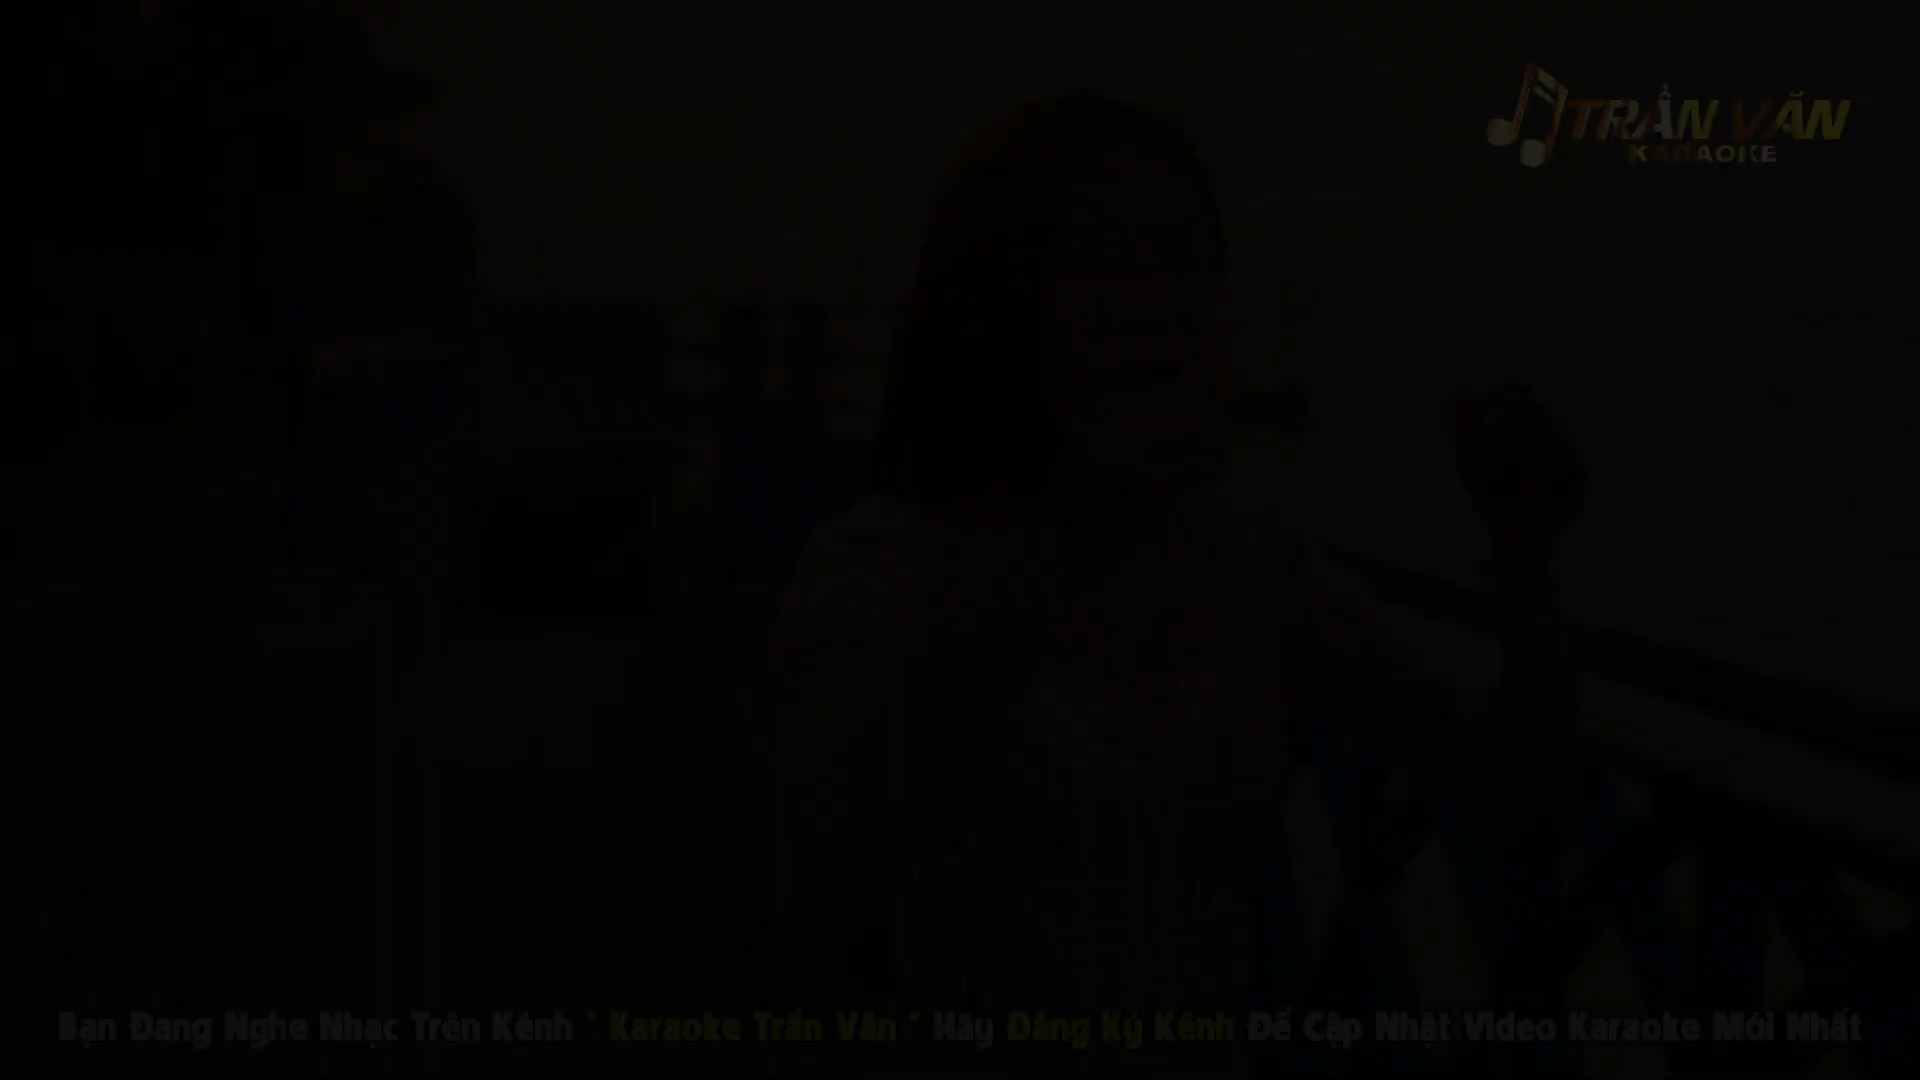 TRẦN VĂN
KARAOKE
Bạn Đang Nghe Nhạc Trên Kênh " Karaoke Trần Văn " Hãy Đăng Ký Kênh Để Cập Nhật Video Karaoke Mới Nhất